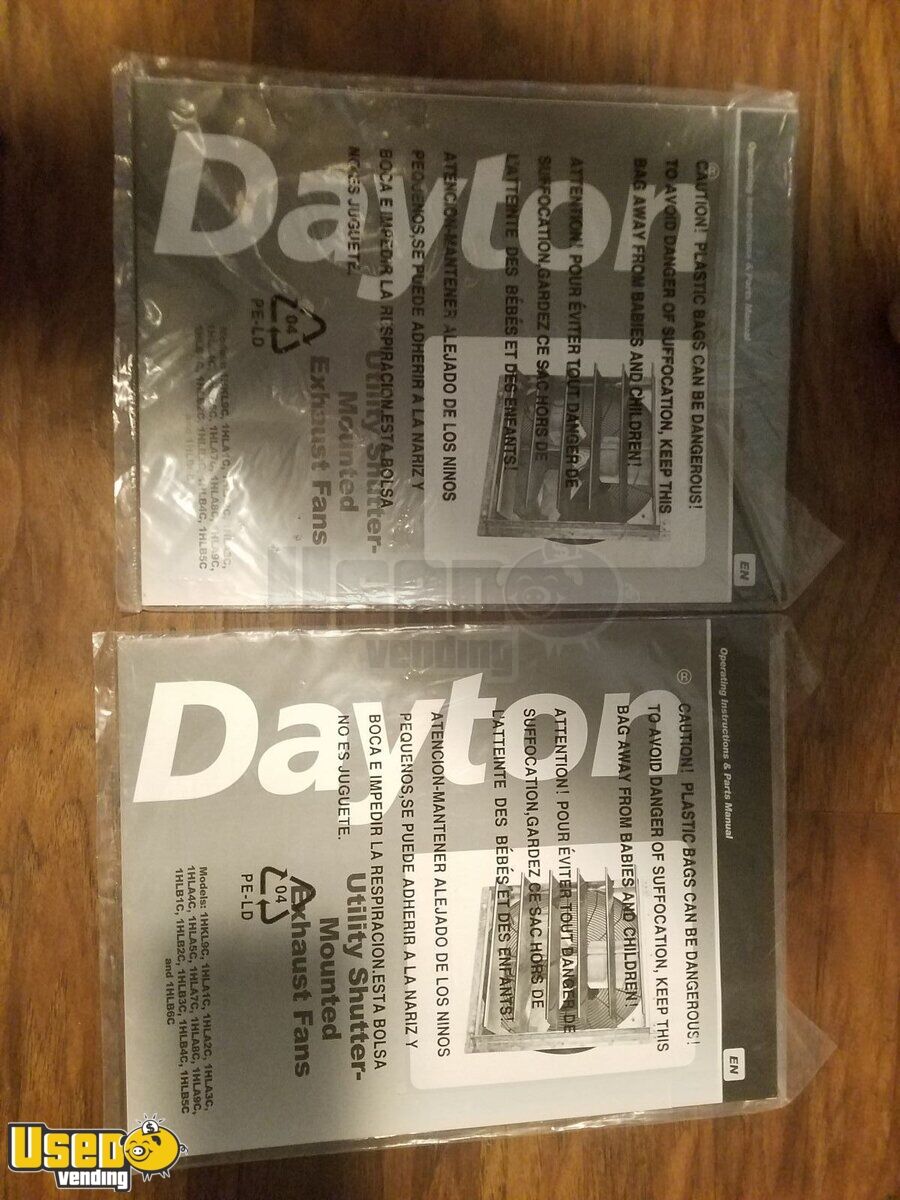 Operating Instructions & Parts Manual
EN
Dayton®
CAUTION! PLASTIC BAGS CAN BE DANGEROUS!
TO AVOID DANGER OF SUFFOCATION, KEEP THIS
BAG AWAY FROM BABIES AND CHILDREN!
ATTENTION! POUR ÉVITER TOUT DANGER DE
SUFFOCATION,GARDEZ CE SAC HORS DE
L'ATTEINTE DES BÉBÉS ET DES ENFANTS!
ATENCION-MANTENER ALEJADO DE LOS NINOS
PEQUENOS,SE PUEDE ADHERIR A LA NARIZ Y
BOCA E IMPEDIR LA RESPIRACION.ESTA BOLSA
NO ES JUGUETE.
Utility Shutter-
Mounted
Exhaust Fans
04
PE-LD
1HLB4C, 1HLB5C
Operating Instructions & Parts Manual
EN
Dayton®
CAUTION! PLASTIC BAGS CAN BE DANGEROUS!
TO AVOID DANGER OF SUFFOCATION, KEEP THIS
BAG AWAY FROM BABIES AND CHILDREN!
ATTENTION! POUR ÉVITER TOUT DANGER DE
SUFFOCATION,GARDEZ CE SAC HORS DE
L'ATTEINTE DES BÉBÉS ET DES ENFANTS!
ATENCION-MANTENER ALEJADO DE LOS NINOS
PEQUENOS,SE PUEDE ADHERIR A LA NARIZ Y
BOCA E IMPEDIR LA RESPIRACION.ESTA BOLSA
NO ES JUGUETE.
Utility Shutter-
Mounted
Exhaust Fans
04
PE-LD
Models: 1HKL9C, 1HLA1C, 1HLA2C, 1HLA3C,
1HLA4C, 1HLA5C, 1HLA7C, 1HLA8C, 1HLA9C,
1HLB1C, 1HLB2C, 1HLB3C, 1HLB4C, 1HLB5C
and 1HLB6C
Used
vending
Used
vending